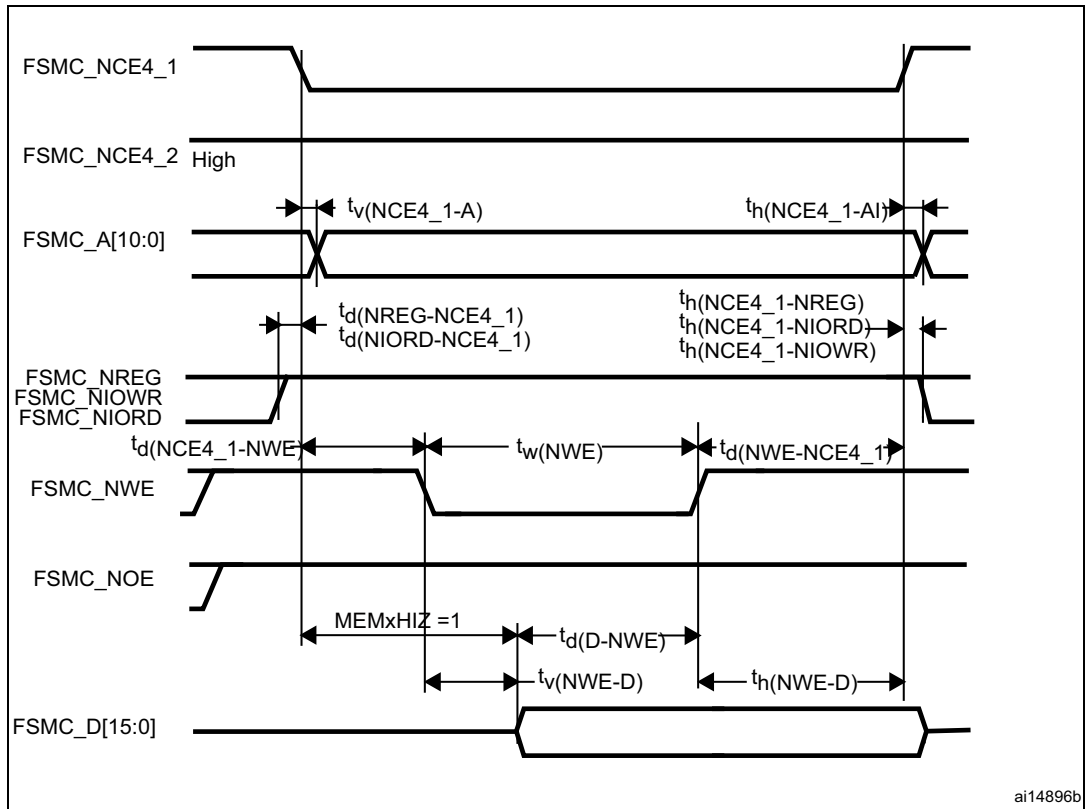 FSMC_NCE4_1
FSMC_NCE4_2 High
tv(NCE4_1-A)
th(NCE4_1-AI)
FSMC_A[10:0]
td(NREG-NCE4_1)
td(NIORD-NCE4_1)
th(NCE4_1-NREG)
th(NCE4_1-NIORD)
th(NCE4_1-NIOWR)
FSMC_NREG
FSMC_NIOWR
FSMC_NIORD
td(NCE4_1-NWE)
tw(NWE)
td(NWE-NCE4_1)
FSMC_NWE
FSMC_NOE
MEMxHIZ =1
td(D-NWE)
tv(NWE-D)
th(NWE-D)
FSMC_D[15:0]
ai14896b